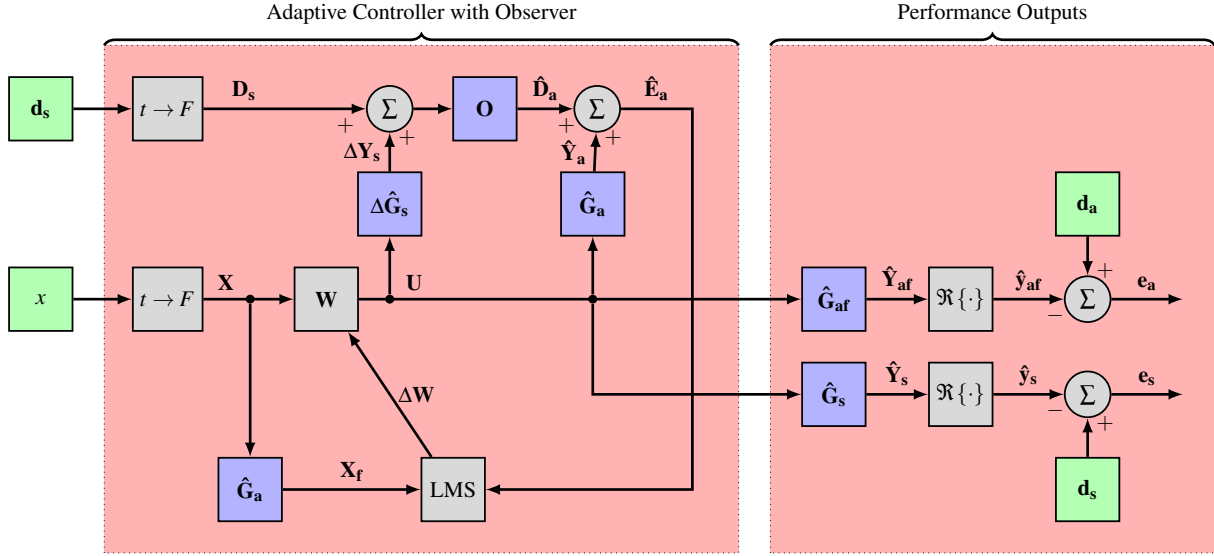 Adaptive Controller with Observer
Performance Outputs
d_s
t → F
D_s
Σ
+
+
O
D̂_a
Σ
+
+
Ê_a
ΔY_s
Ŷ_a
ΔĜ_s
Ĝ_a
d_a
x
t → F
X
W
U
Ĝ_af
Ŷ_af
ℜ{·}
ŷ_af
+
−
Σ
e_a
ΔW
Ĝ_s
Ŷ_s
ℜ{·}
ŷ_s
−
+
Σ
e_s
Ĝ_a
X_f
LMS
d_s